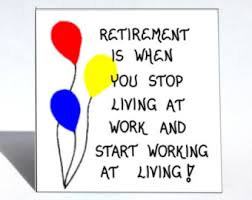 RETIREMENT
IS WHEN
YOU STOP
LIVING AT
WORK AND
START WORKING
AT LIVING!